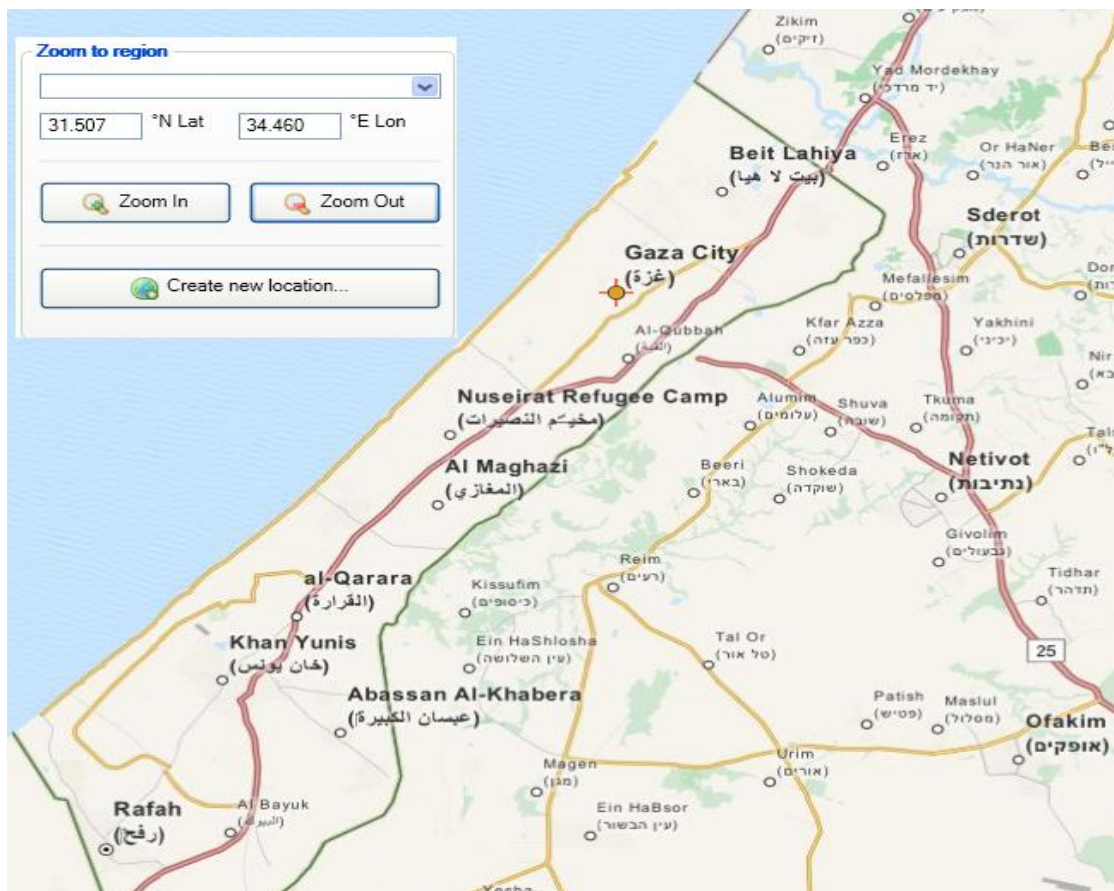 Zoom to region
31.507 °N Lat 34.460 °E Lon
Zoom In Zoom Out
Create new location...
Zikim
(זיקים)
Yad Mordekhay
(יד מרדכי)
Erez
(ארז)
Or HaNer
(אור הנר)
Beit Lahiya
(بيت لا هيا)
Sderot
(שדרות)
Gaza City
(غزة)
Mefallesim
(מפלסים)
Al-Qubbah
(القبة)
Kfar Azza
(כפר עזה)
Yakhini
(יכיני)
Nir
Nuseirat Refugee Camp
(مخيّم النصيرات)
Alumim
(עלומים)
Shuva
(שובה)
Tkuma
(תקומה)
Al Maghazi
(المغازي)
Beeri
(בארי)
Shokeda
(שוקדה)
Netivot
(נתיבות)
Givolim
(גבעולים)
al-Qarara
(القرارة)
Kissufim
(כיסופים)
Reim
(רעים)
Tidhar
(תדהר)
Khan Yunis
(خان يونس)
Ein HaShlosha
(עין השלושה)
Tal Or
(טל אור)
25
Abassan Al-Khabera
(عبسان الكبيرة)
Patish
(פטיש)
Maslul
(מסלול)
Ofakim
(אופקים)
Magen
(מגן)
Urim
(אורים)
Rafah
(رفح)
Al Bayuk
Ein HaBsor
(עין הבשור)